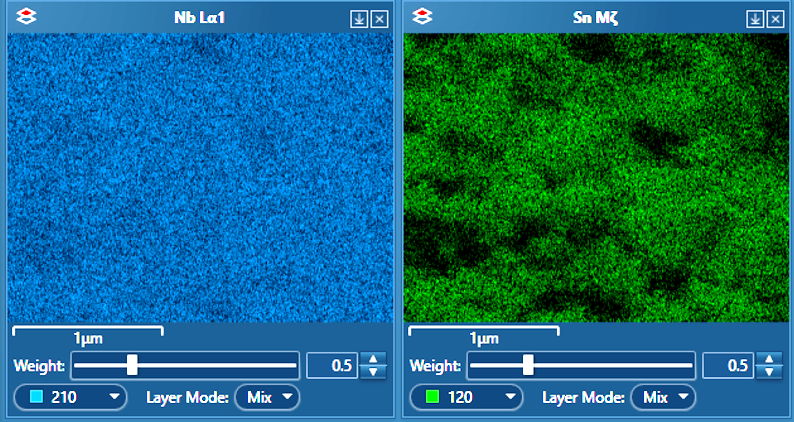 Nb Lα1
Sn Mζ
1μm
1μm
Weight: 0.5
Weight: 0.5
210 Layer Mode: Mix
120 Layer Mode: Mix